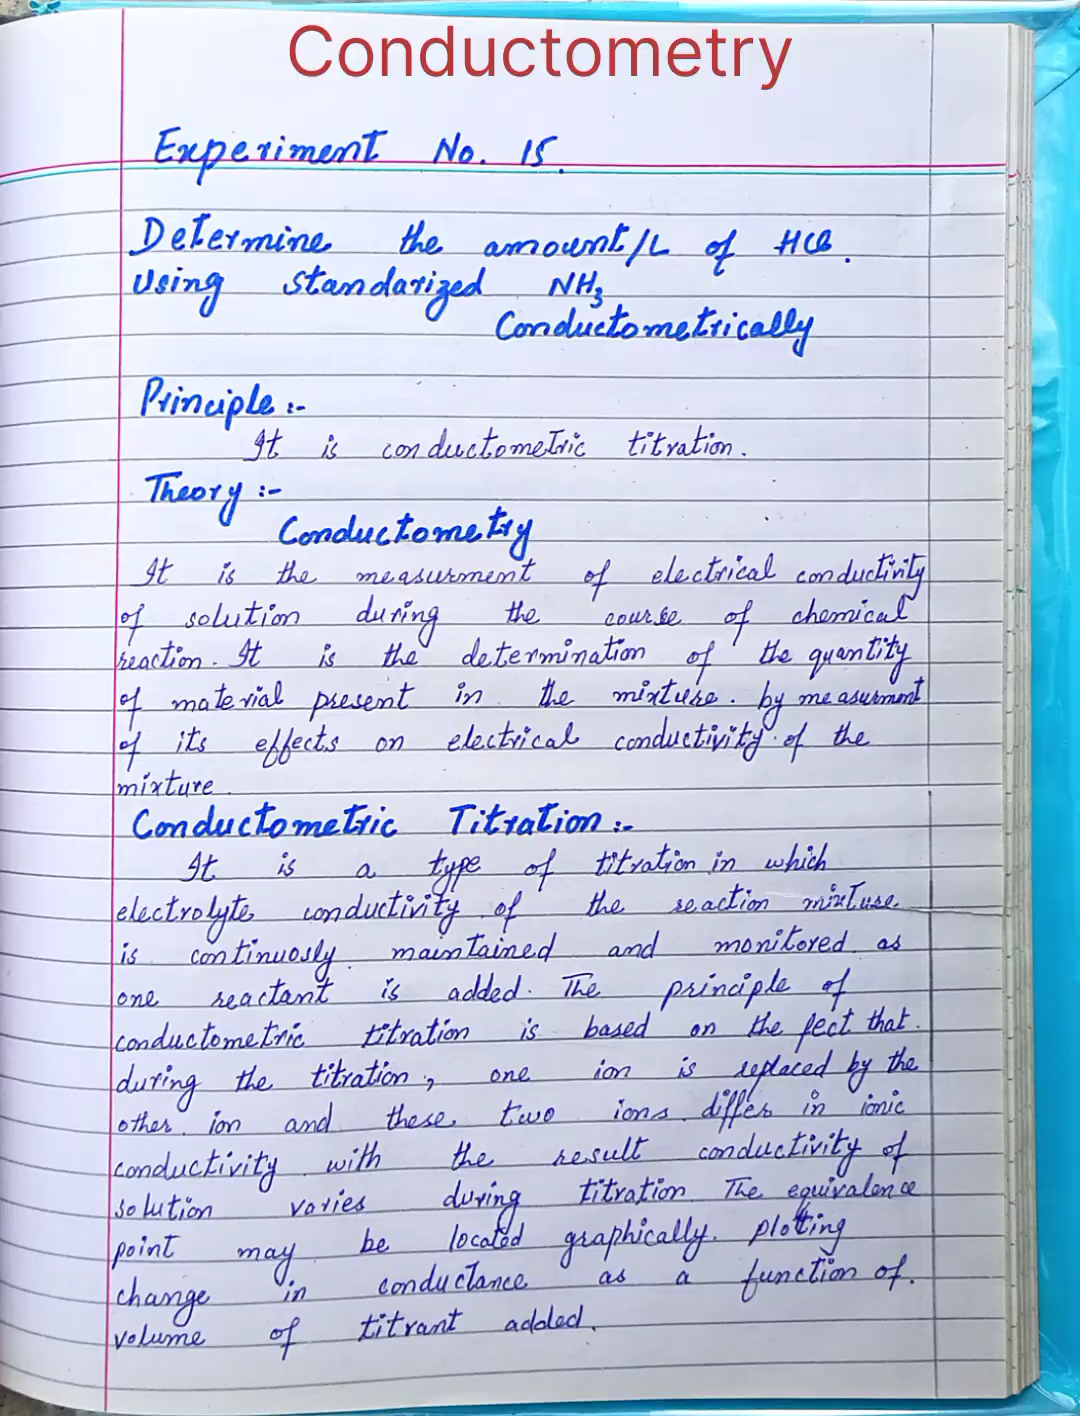 Conductometry
Experiment No. 15.
Determine the amount/L of HCl.
Using standarized NH3
Conductometrically
Principle :-
It is conductometric titration.
Theory :-
Conductometry
It is the measurment of electrical conductivity
of solution during the course of chemical
reaction. It is the determination of the quantity
of material present in the mixture. by measurment
of its effects on electrical conductivity of the
mixture
Conductometric Titration :-
It is a type of titration in which
electrolyte conductivity of the reaction mixture
is continuosly maintained and monitored as
one reactant is added. The principle of
conductometric titration is based on the fect that
during the titration, one ion is replaced by the
other ion and these two ions differ in ionic
conductivity with the result conductivity of
solution varies during titration The equivalence
point may be located graphically. plotting
change in conductance as a function of.
volume of titrant added.